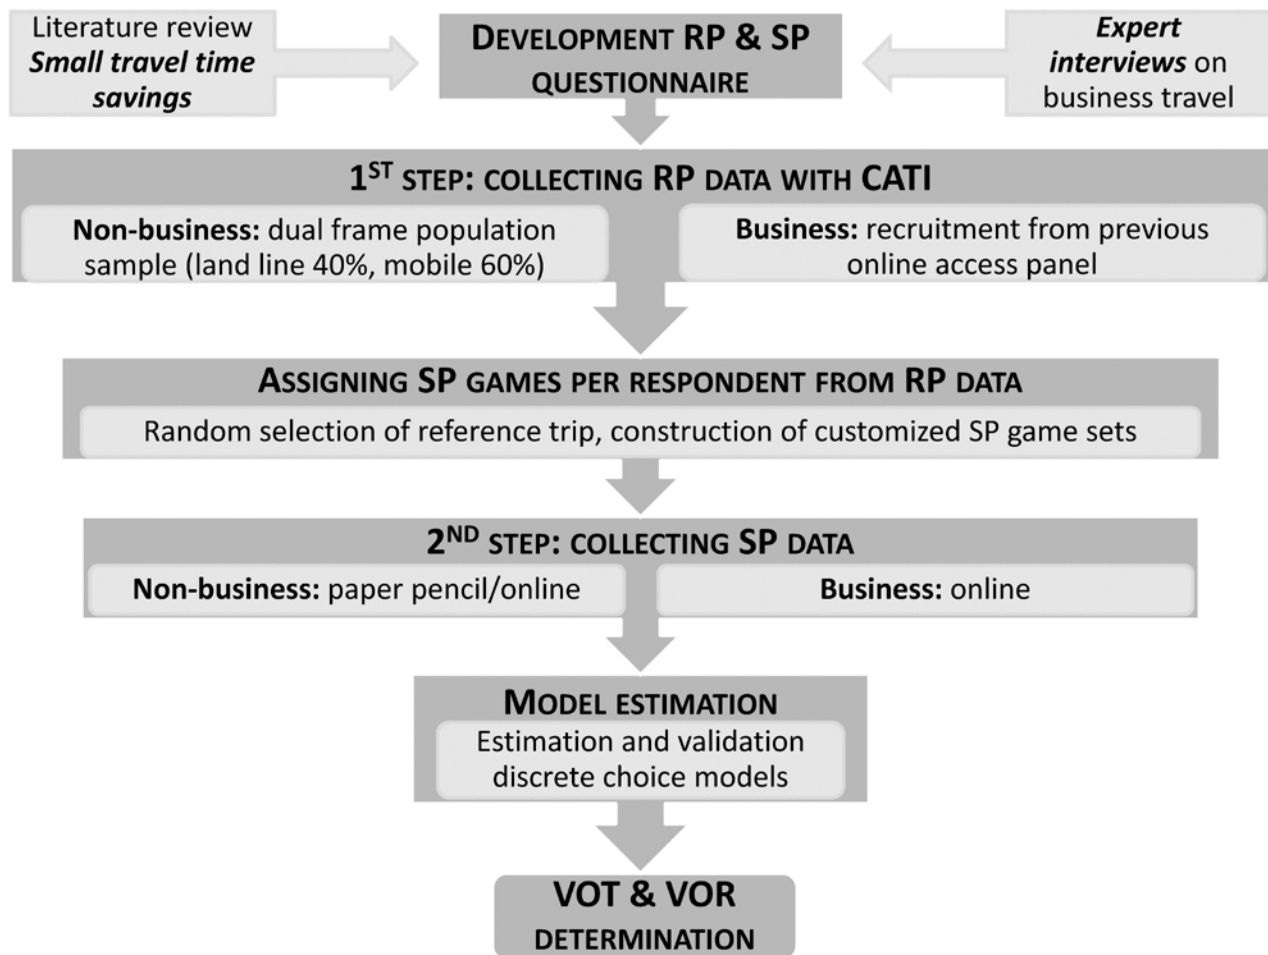 Literature review
Small travel time
savings
DEVELOPMENT RP & SP
QUESTIONNAIRE
Expert
interviews on
business travel
1ST STEP: COLLECTING RP DATA WITH CATI
Non-business: dual frame population
sample (land line 40%, mobile 60%)
Business: recruitment from previous
online access panel
ASSIGNING SP GAMES PER RESPONDENT FROM RP DATA
Random selection of reference trip, construction of customized SP game sets
2ND STEP: COLLECTING SP DATA
Non-business: paper pencil/online
Business: online
MODEL ESTIMATION
Estimation and validation
discrete choice models
VOT & VOR
DETERMINATION